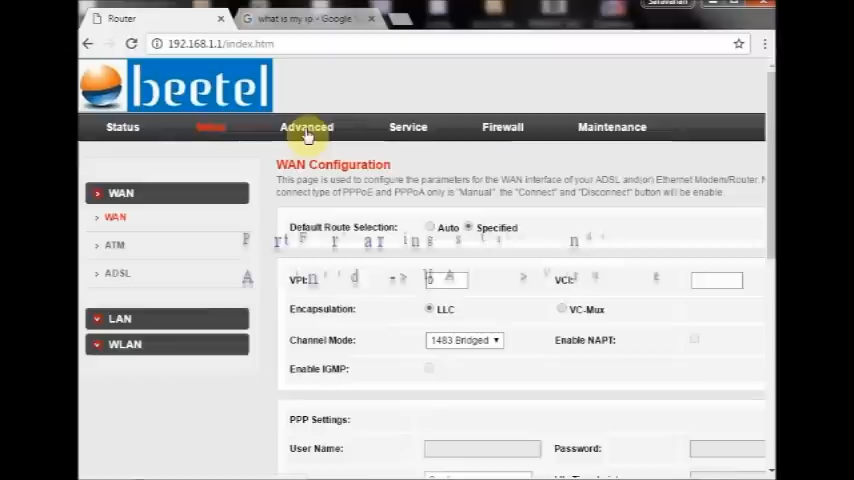 Saravanan
Router
what is my ip - Google
192.168.1.1/index.htm
beetel
Status
Advanced
Service
Firewall
Maintenance
WAN Configuration
This page is used to configure the parameters for the WAN interface of your ADSL and(or) Ethernet Modem/Router.
connect type of PPPoE and PPPoA only is "Manual", the "Connect" and "Disconnect" button will be enable.
WAN
WAN
ATM
ADSL
LAN
WLAN
Default Route Selection: Auto Specified
VPI: 0 VCI:
Encapsulation: LLC VC-Mux
Channel Mode: 1483 Bridged Enable NAPT:
Enable IGMP:
PPP Settings:
User Name: Password: